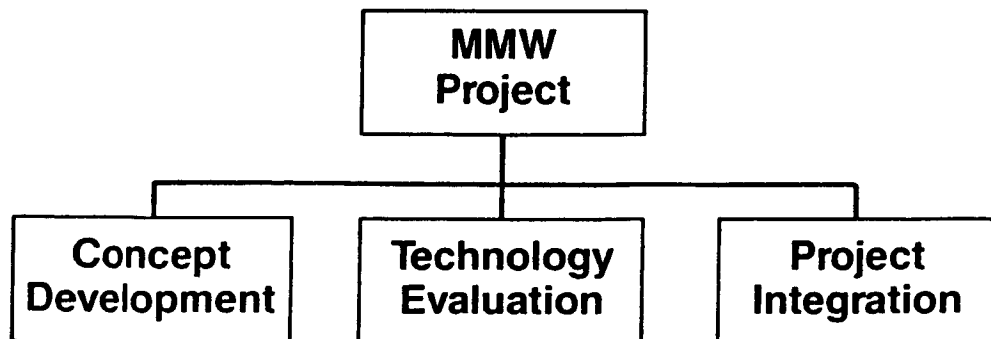 MMW
Project
Concept
Development
Technology
Evaluation
Project
Integration